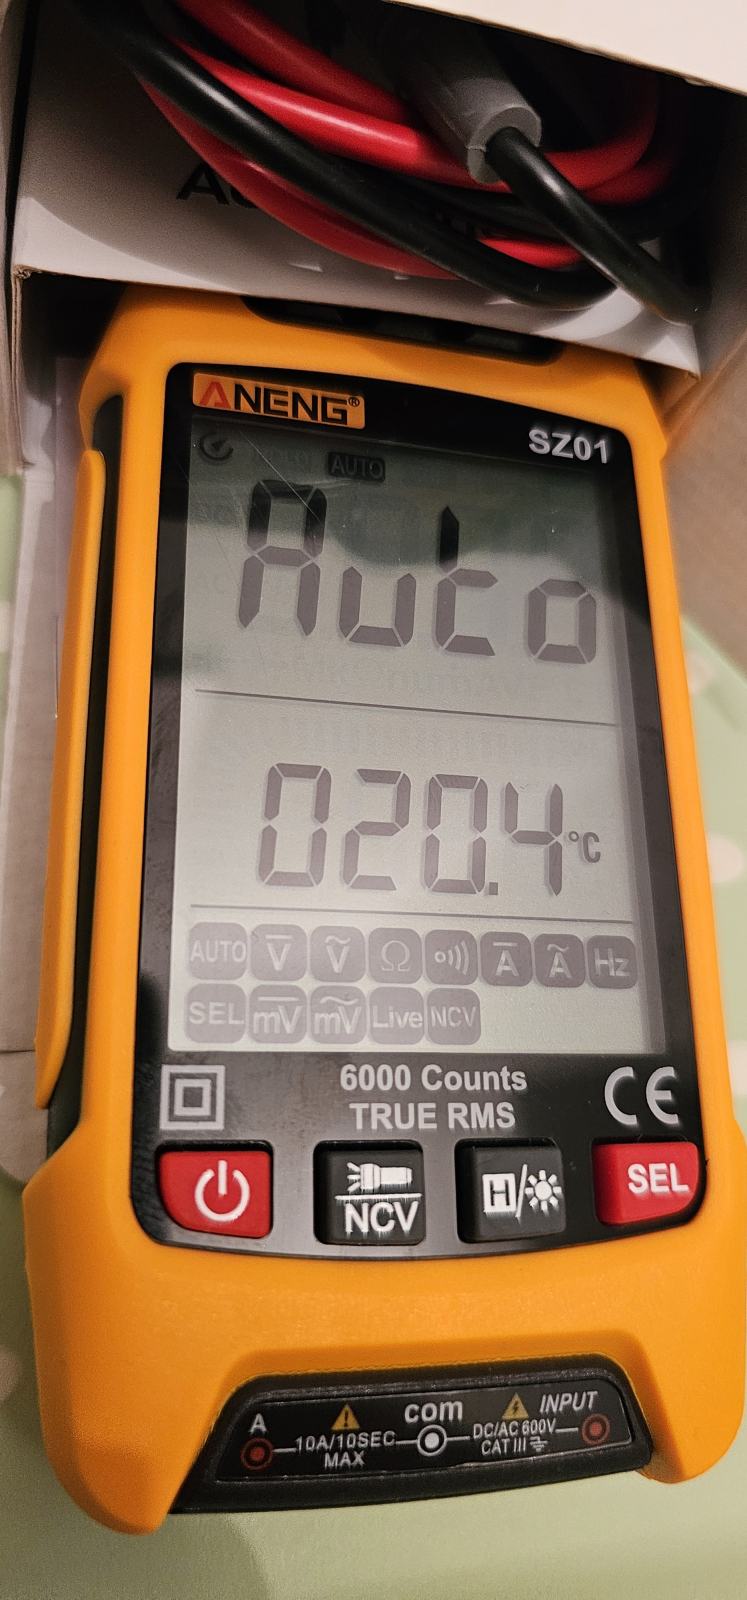 ANENG®
SZ01
AUTO
Auto
020.4 °C
AUTO V V Ω A A Hz
SEL mV mV Live NCV
6000 Counts
TRUE RMS
CE
NCV
H/
SEL
A
10A/10SEC
MAX
com
DC/AC 600V
CAT III
INPUT